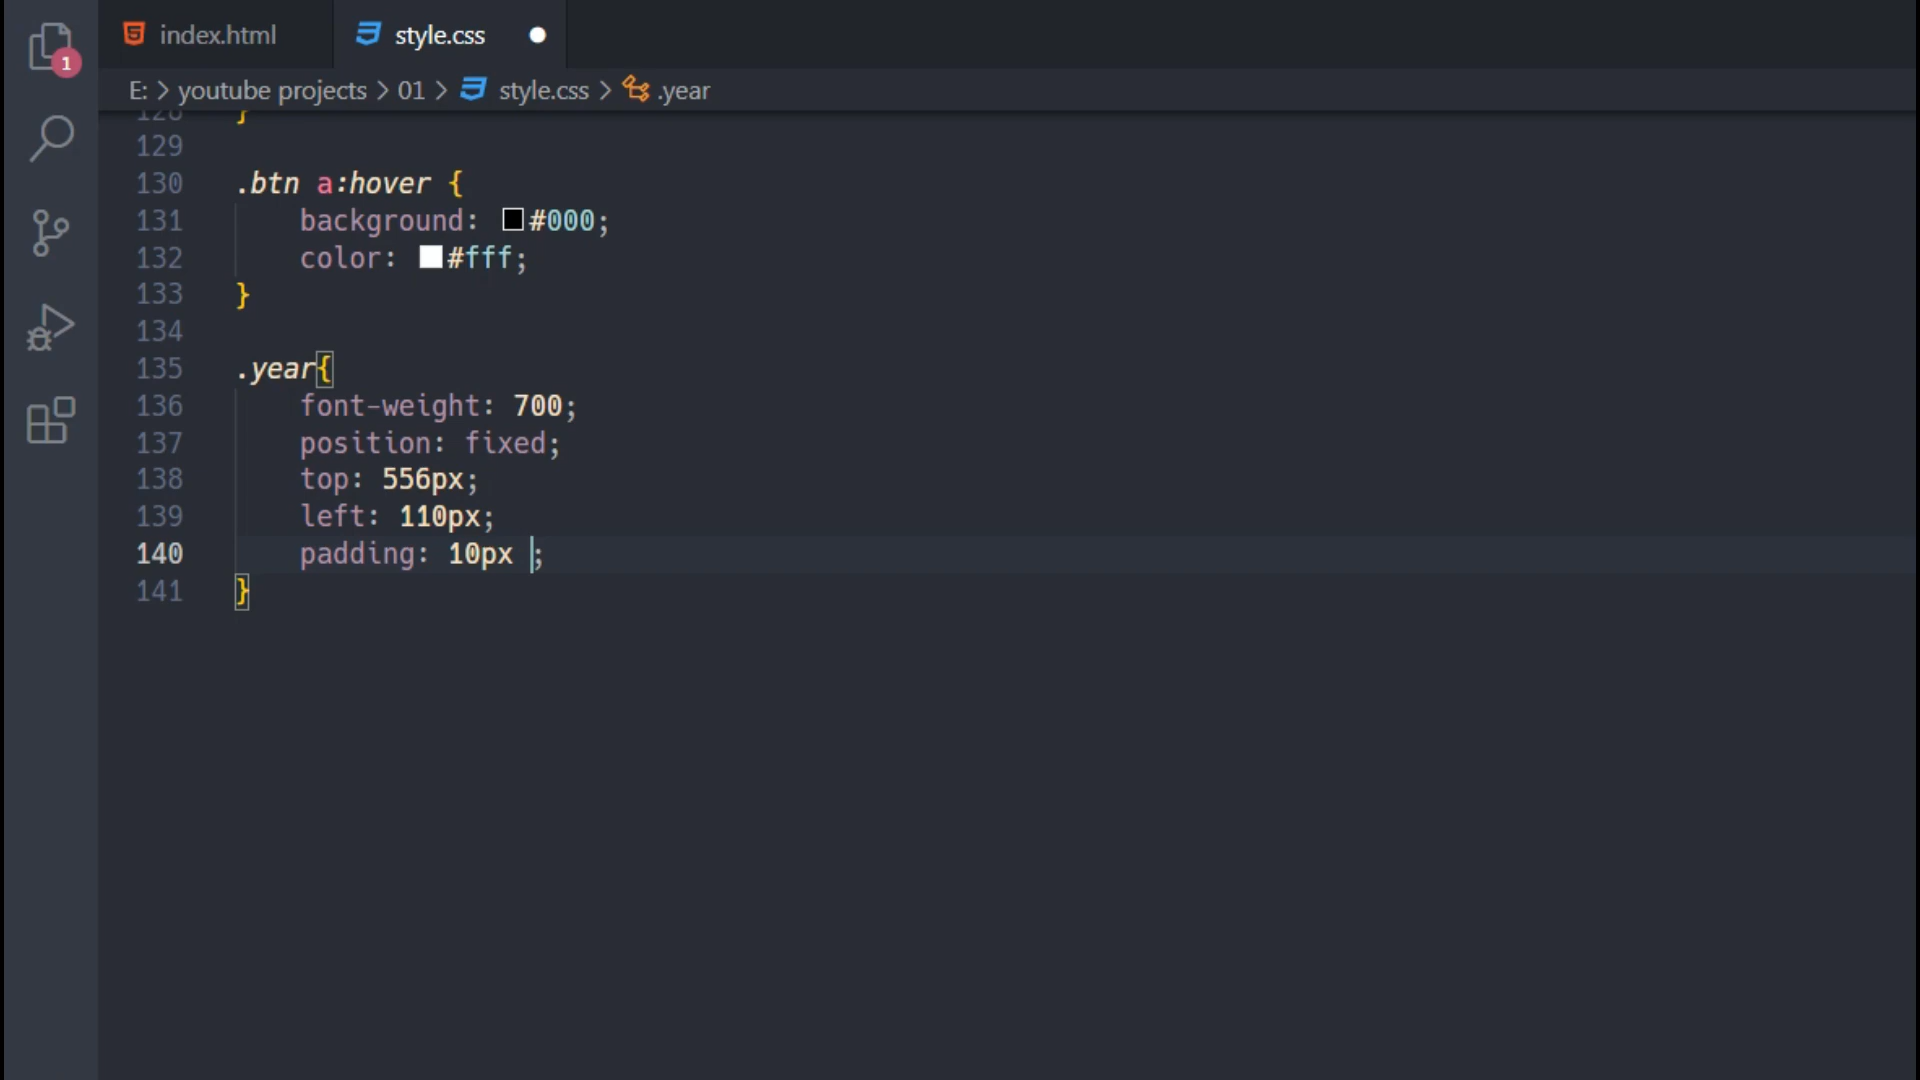 1
index.html
style.css
E: > youtube projects > 01 > style.css > .year
128 }
129
130 .btn a:hover {
131 background: #000;
132 color: #fff;
133 }
134
135 .year{
136 font-weight: 700;
137 position: fixed;
138 top: 556px;
139 left: 110px;
140 padding: 10px ;
141 }